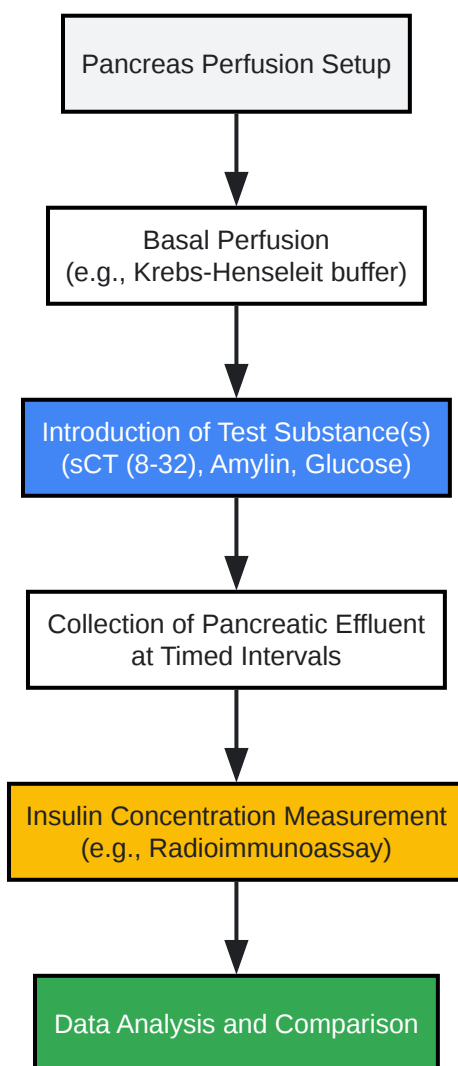 Pancreas Perfusion Setup
Basal Perfusion
(e.g., Krebs-Henseleit buffer)
Introduction of Test Substance(s)
(sCT (8-32), Amylin, Glucose)
Collection of Pancreatic Effluent
at Timed Intervals
Insulin Concentration Measurement
(e.g., Radioimmunoassay)
Data Analysis and Comparison